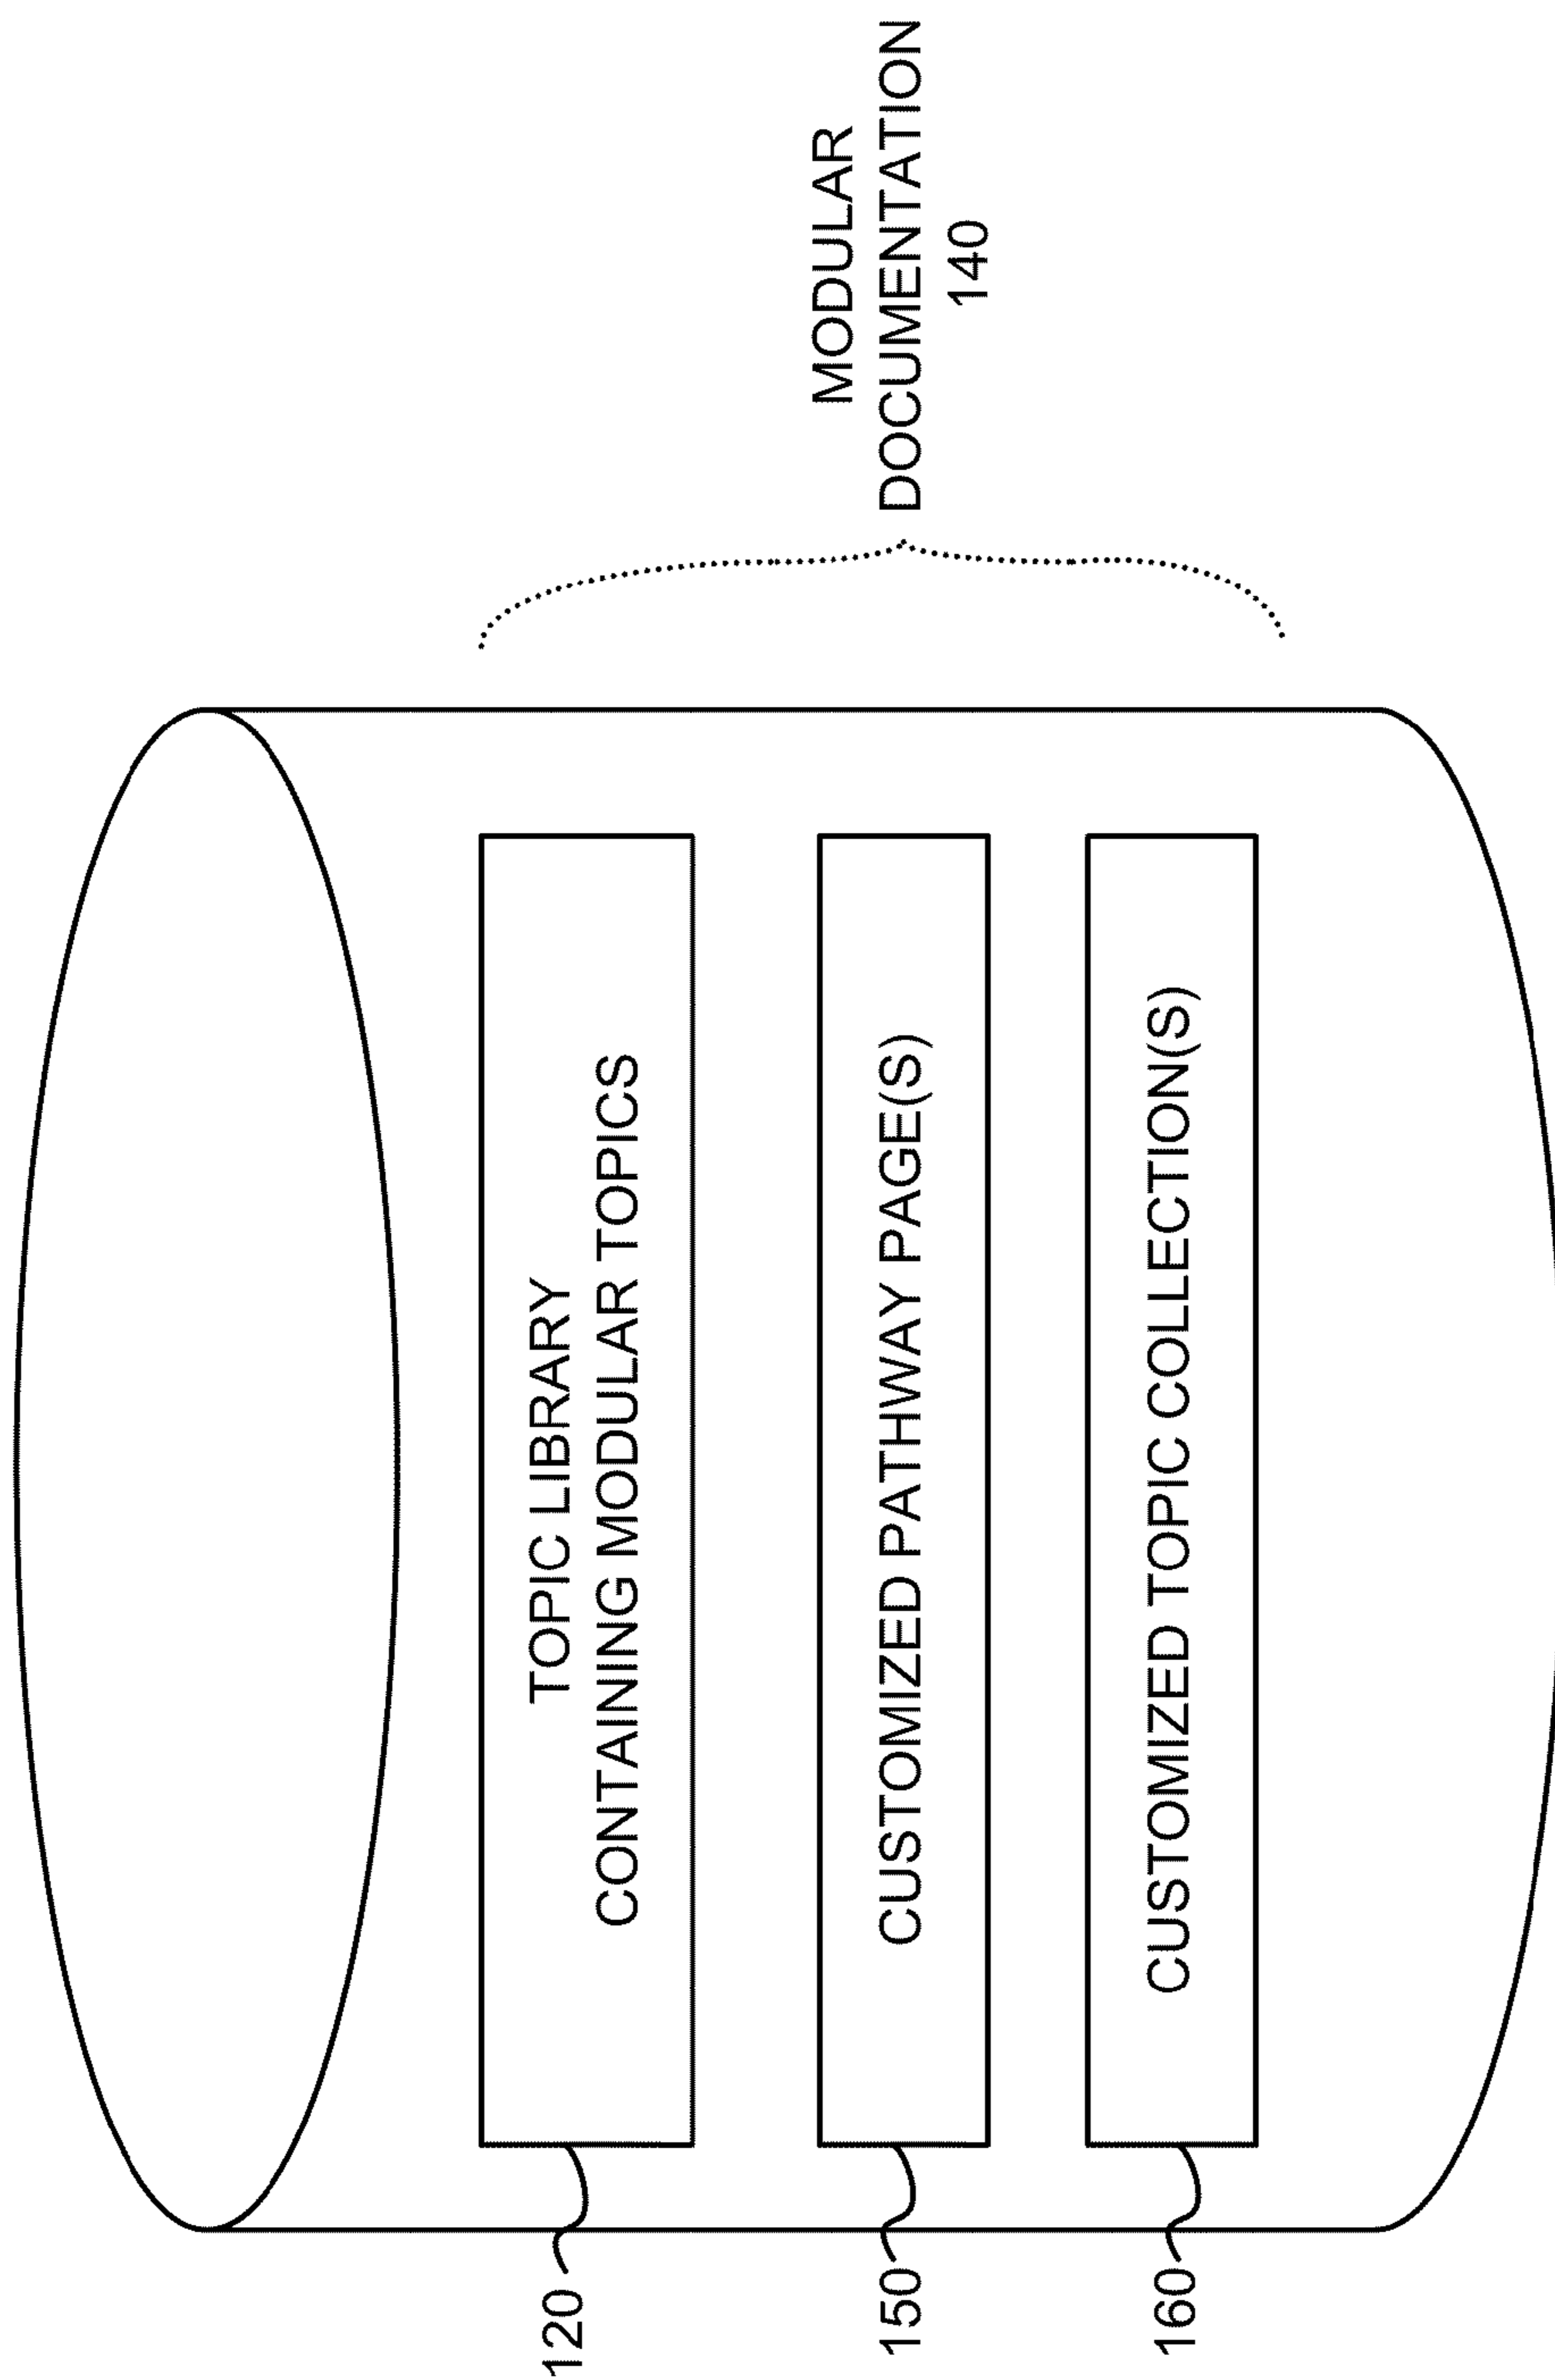 120
TOPIC LIBRARY
CONTAINING MODULAR TOPICS
150
CUSTOMIZED PATHWAY PAGE(S)
160
CUSTOMIZED TOPIC COLLECTION(S)
MODULAR
DOCUMENTATION
140